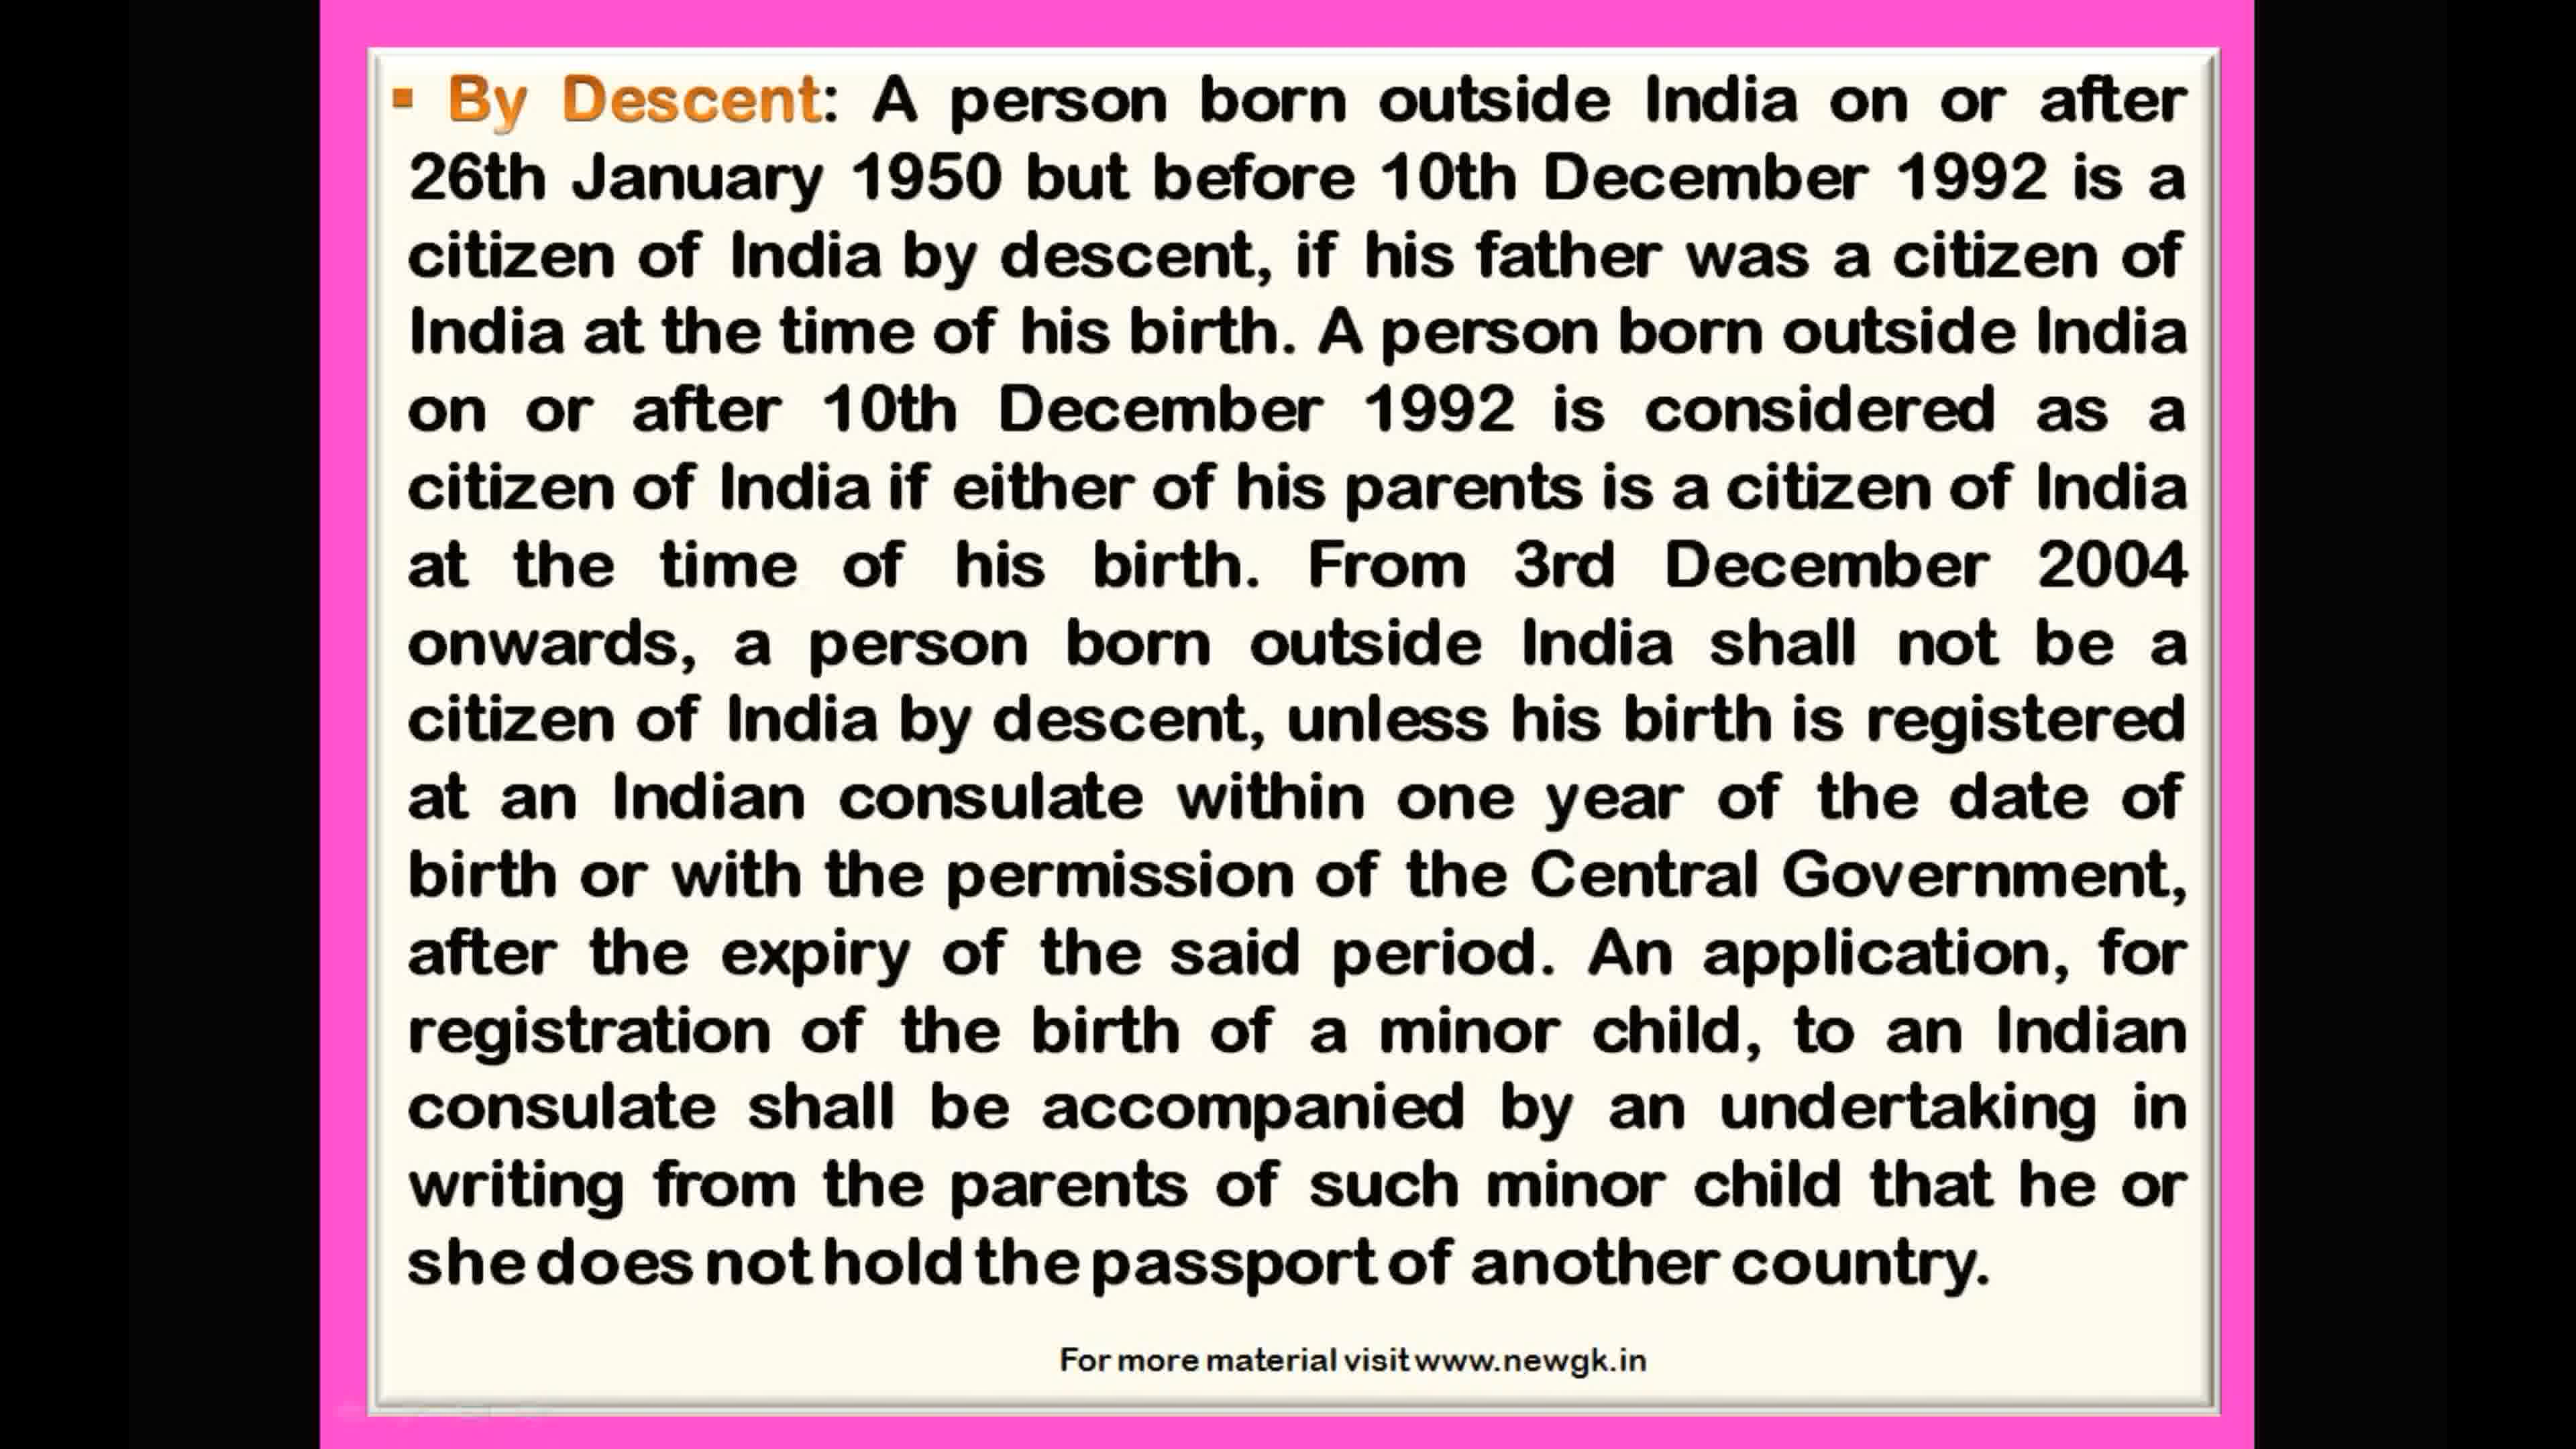 ▪ By Descent: A person born outside India on or after
26th January 1950 but before 10th December 1992 is a
citizen of India by descent, if his father was a citizen of
India at the time of his birth. A person born outside India
on or after 10th December 1992 is considered as a
citizen of India if either of his parents is a citizen of India
at the time of his birth. From 3rd December 2004
onwards, a person born outside India shall not be a
citizen of India by descent, unless his birth is registered
at an Indian consulate within one year of the date of
birth or with the permission of the Central Government,
after the expiry of the said period. An application, for
registration of the birth of a minor child, to an Indian
consulate shall be accompanied by an undertaking in
writing from the parents of such minor child that he or
she does not hold the passport of another country.
For more material visit www.newgk.in